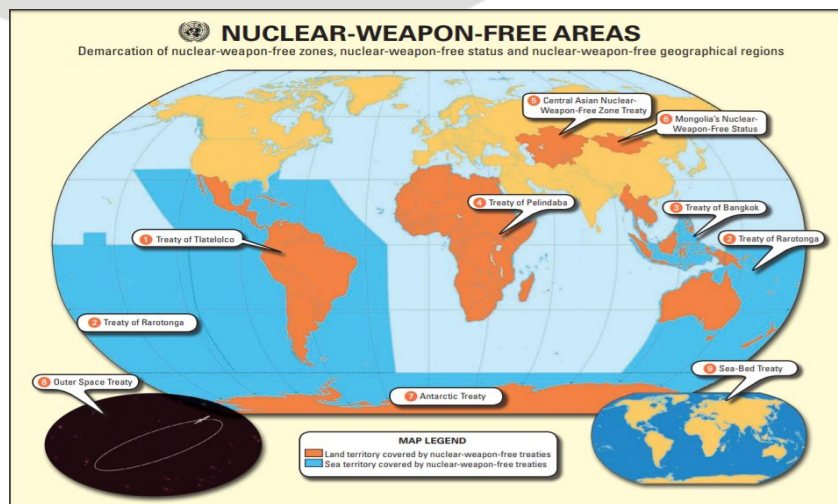 NUCLEAR-WEAPON-FREE AREAS
Demarcation of nuclear-weapon-free zones, nuclear-weapon-free status and nuclear-weapon-free geographical regions
5 Central Asian Nuclear-
Weapon-Free Zone Treaty
6 Mongolia's Nuclear-
Weapon-Free Status
4 Treaty of Pelindaba
3 Treaty of Bangkok
1 Treaty of Tlatelolco
2 Treaty of Rarotonga
2 Treaty of Rarotonga
9 Sea-Bed Treaty
8 Outer Space Treaty
7 Antarctic Treaty
MAP LEGEND
Land territory covered by nuclear-weapon-free treaties
Sea territory covered by nuclear-weapon-free treaties